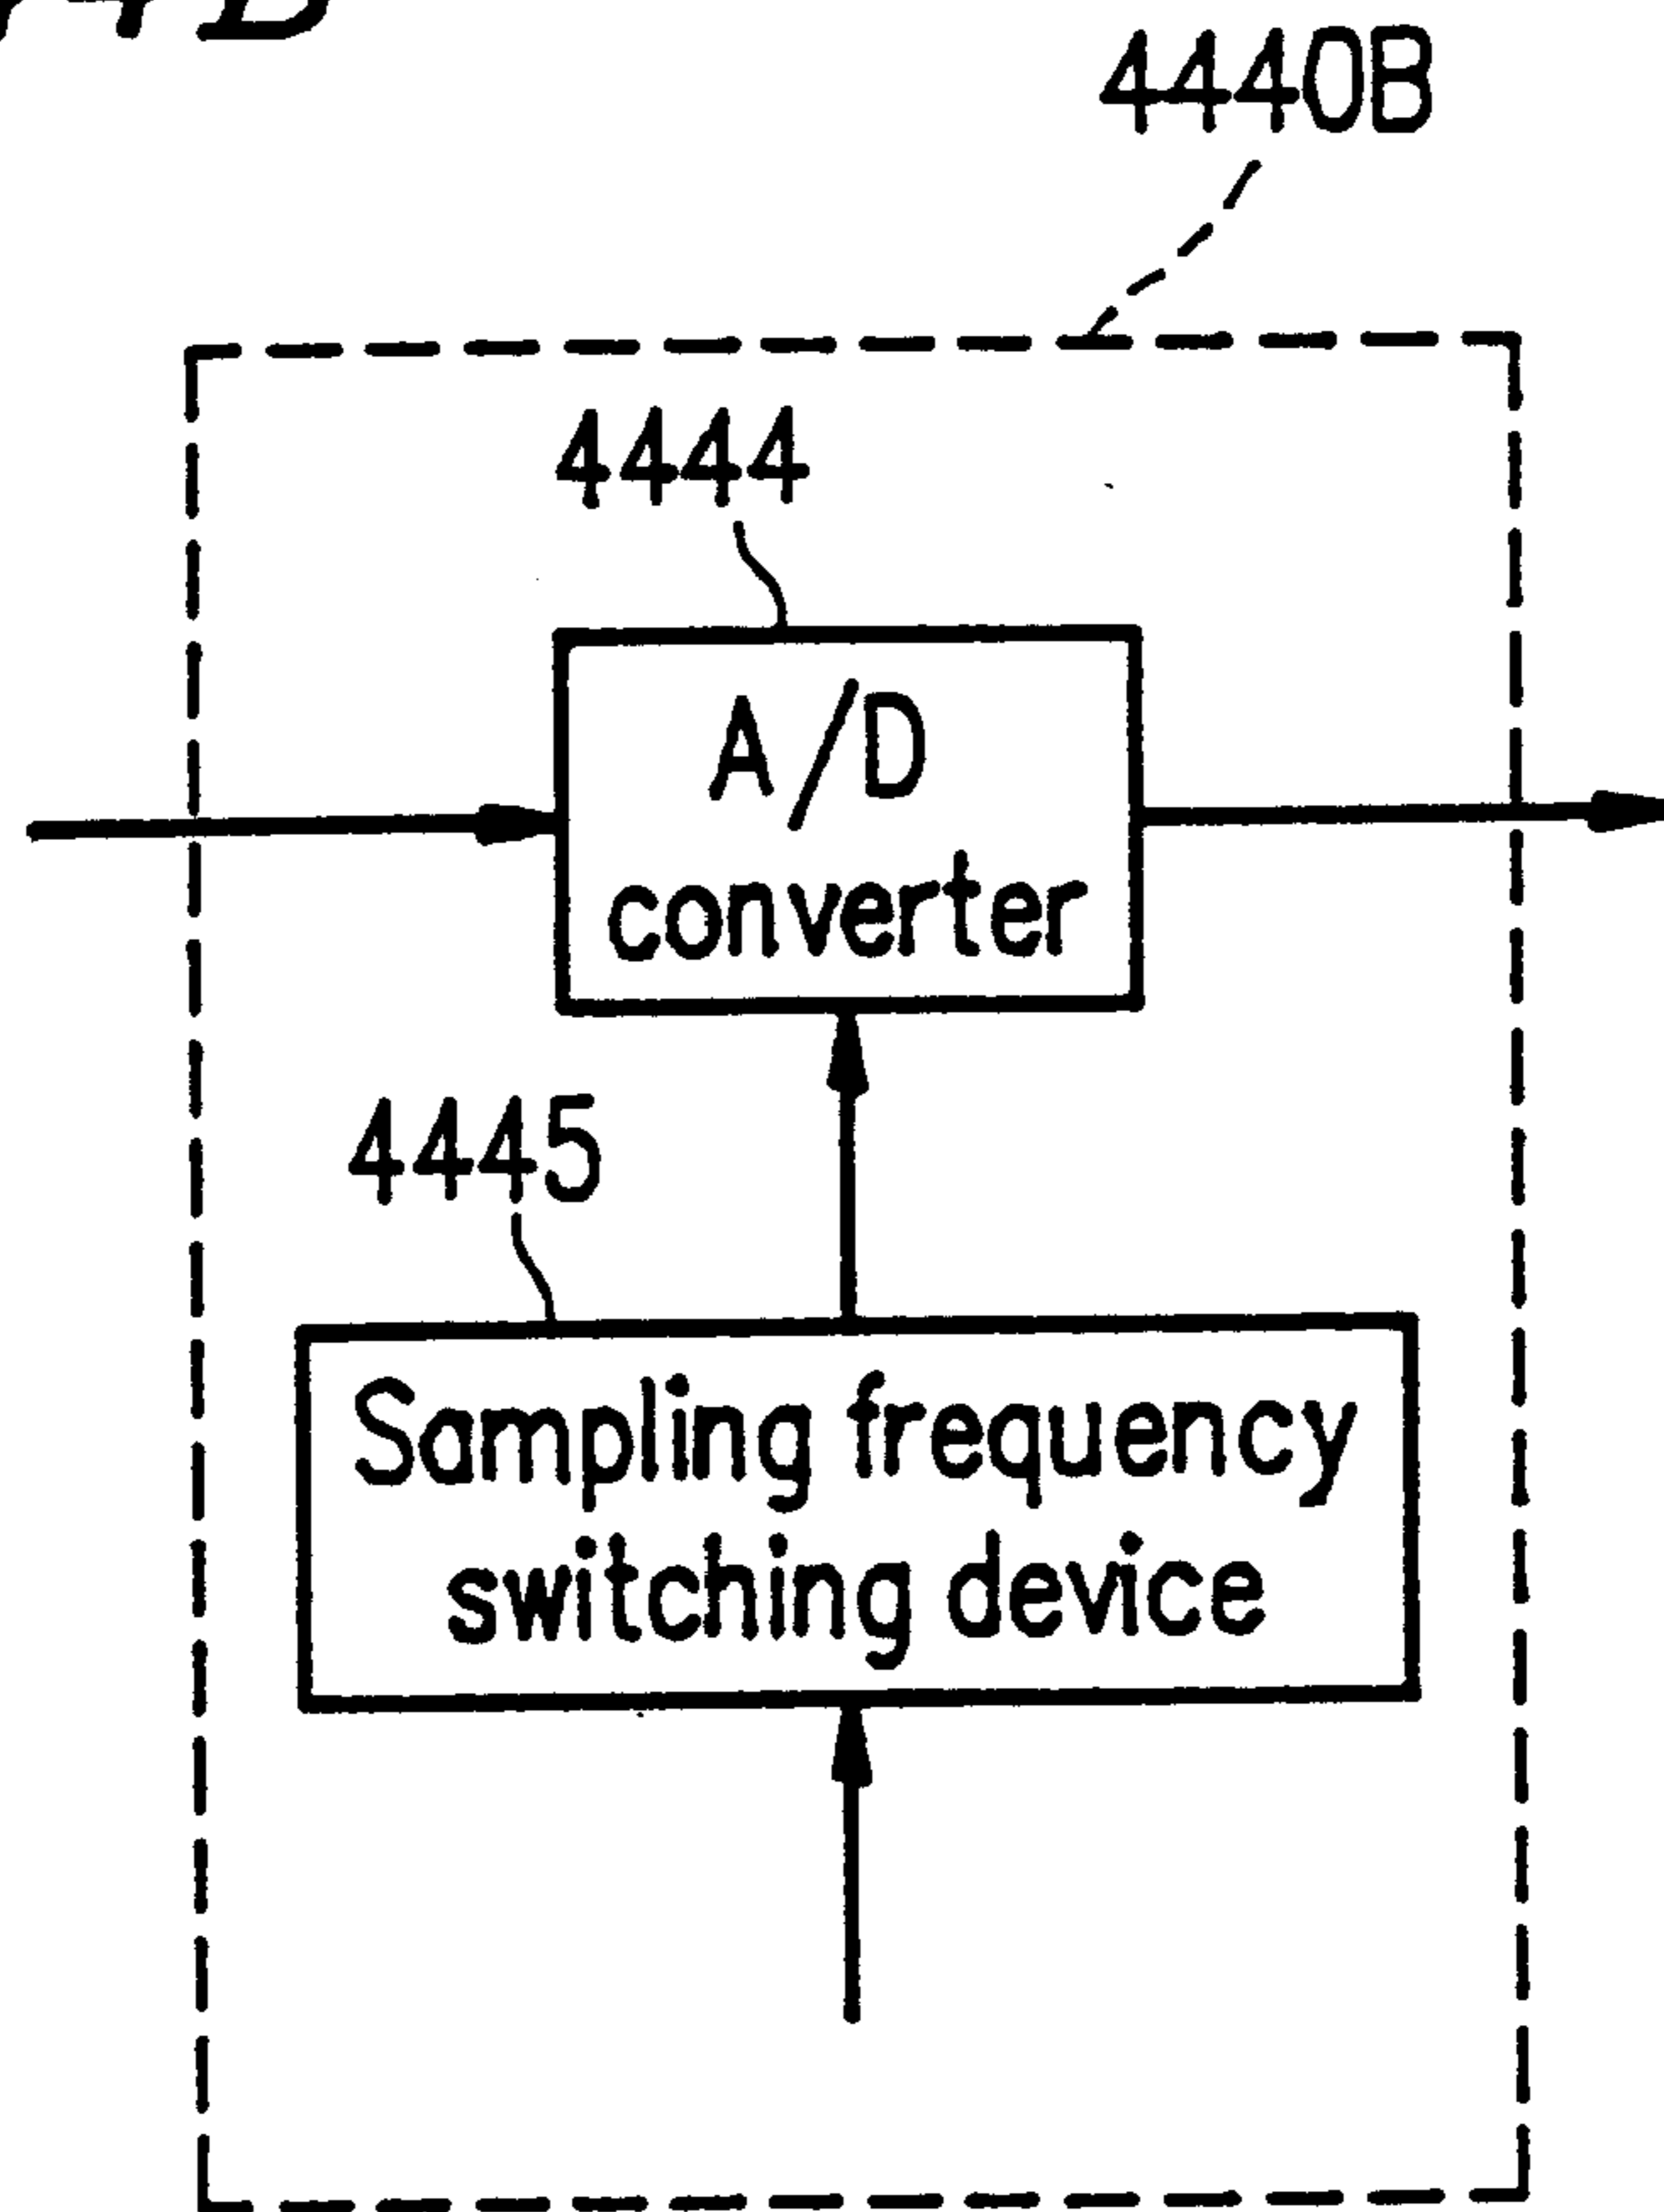 4440B
4444
A/D
converter
4445
Sampling frequency
switching device